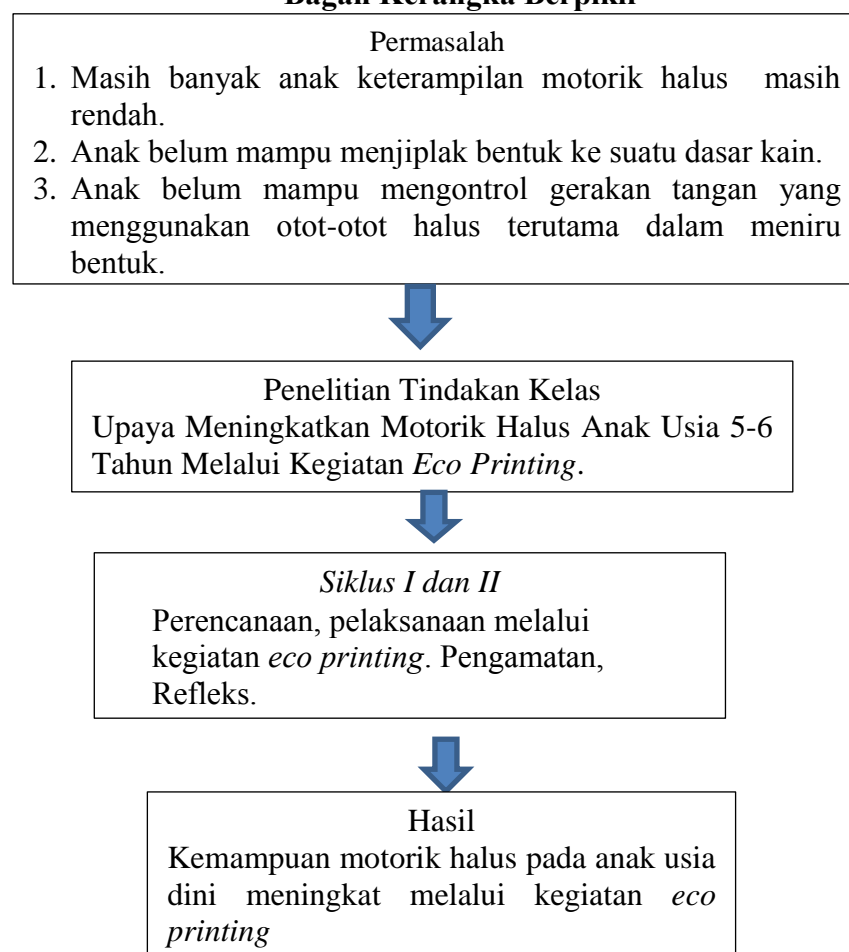 Bagan Kerangka Berpikir
Permasalah
1. Masih banyak anak keterampilan motorik halus masih
rendah.
2. Anak belum mampu menjiplak bentuk ke suatu dasar kain.
3. Anak belum mampu mengontrol gerakan tangan yang
menggunakan otot-otot halus terutama dalam meniru
bentuk.
Penelitian Tindakan Kelas
Upaya Meningkatkan Motorik Halus Anak Usia 5-6
Tahun Melalui Kegiatan Eco Printing.
Siklus I dan II
Perencanaan, pelaksanaan melalui
kegiatan eco printing. Pengamatan,
Refleks.
Hasil
Kemampuan motorik halus pada anak usia
dini meningkat melalui kegiatan eco
printing